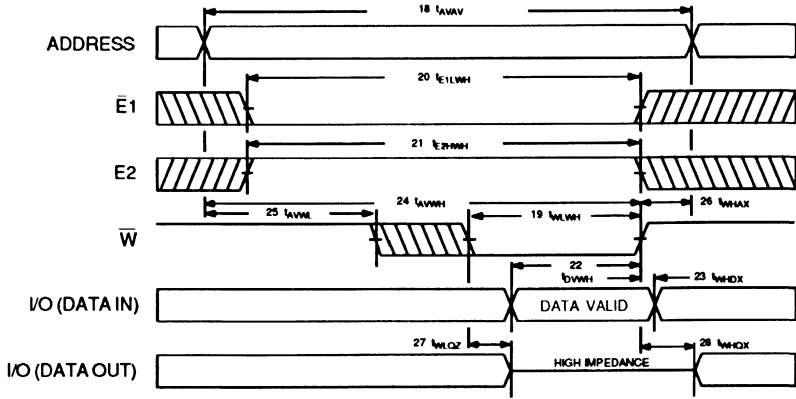 18 tAVAV
ADDRESS
20 tE1LWH
E̅1
21 tE2HWH
E2
24 tAVWH
26 tWHAX
25 tAVWL
19 tWLWH
W̅
22
tDVWH
23 tWHDX
I/O (DATA IN)
DATA VALID
27 tWLQZ
28 tWHQX
HIGH IMPEDANCE
I/O (DATA OUT)